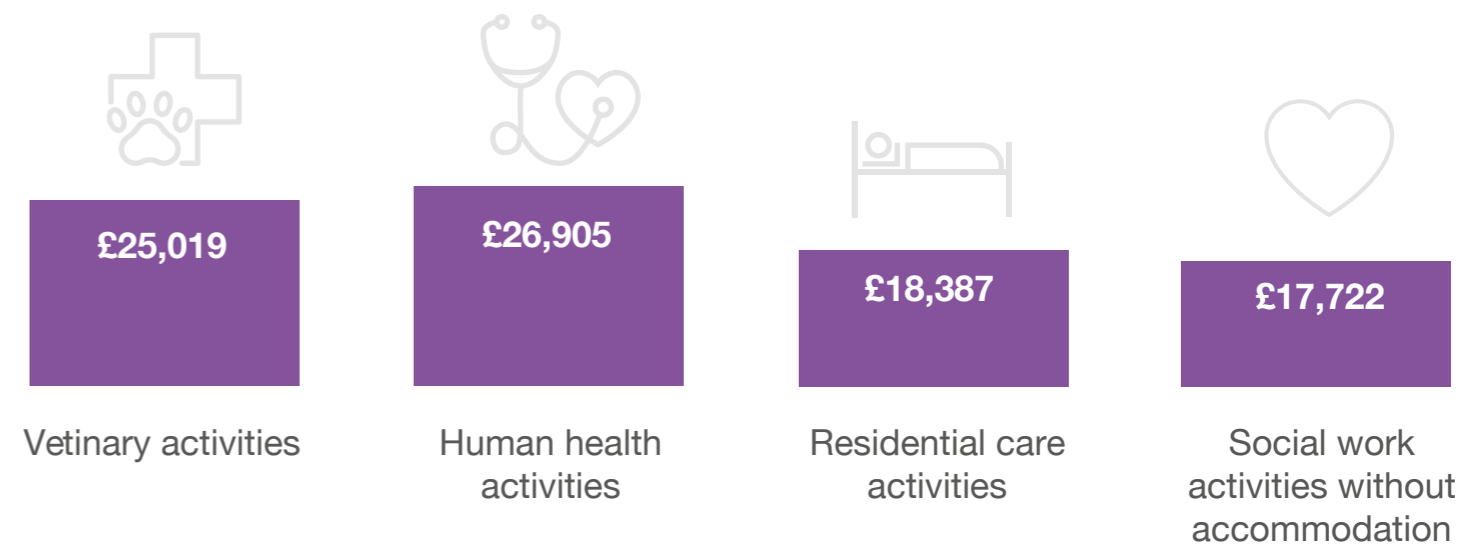 £25,019
£26,905
£18,387
£17,722
Vetinary activities
Human health
activities
Residential care
activities
Social work
activities without
accommodation